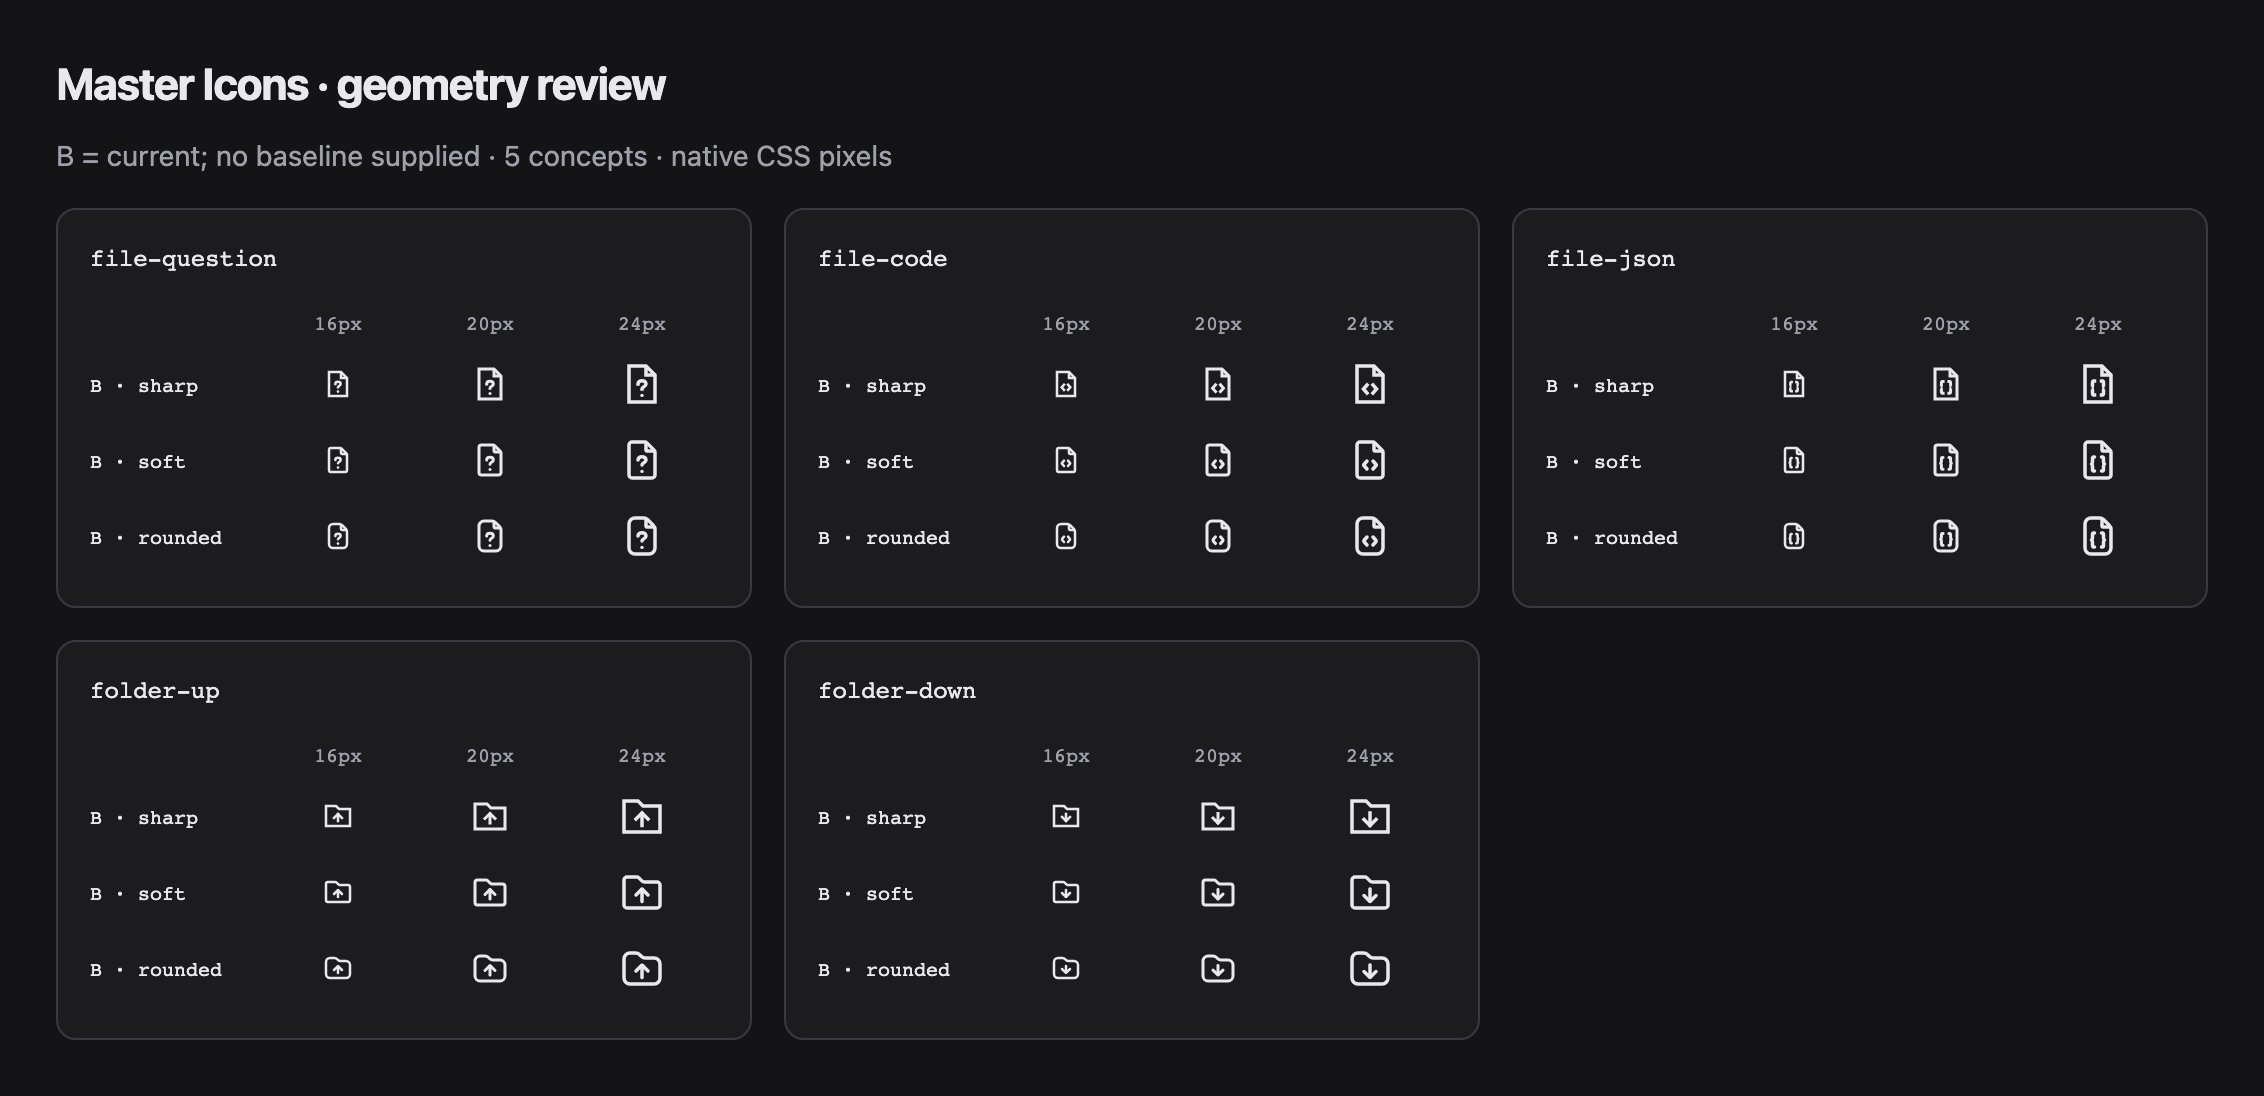 Master Icons · geometry review
B = current; no baseline supplied · 5 concepts · native CSS pixels
file-question
16px 20px 24px
B · sharp
B · soft
B · rounded
file-code
16px 20px 24px
B · sharp
B · soft
B · rounded
file-json
16px 20px 24px
B · sharp
B · soft
B · rounded
folder-up
16px 20px 24px
B · sharp
B · soft
B · rounded
folder-down
16px 20px 24px
B · sharp
B · soft
B · rounded